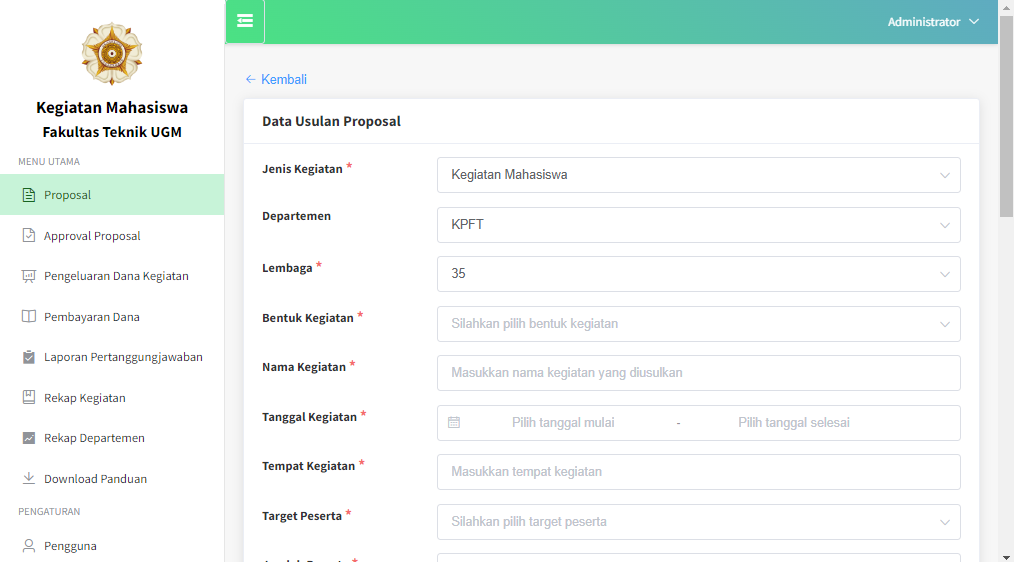 Administrator
Kegiatan Mahasiswa
Fakultas Teknik UGM
MENU UTAMA
Proposal
Approval Proposal
Pengeluaran Dana Kegiatan
Pembayaran Dana
Laporan Pertanggungjawaban
Rekap Kegiatan
Rekap Departemen
Download Panduan
PENGATURAN
Pengguna
← Kembali
Data Usulan Proposal
Jenis Kegiatan * Kegiatan Mahasiswa
Departemen KPFT
Lembaga * 35
Bentuk Kegiatan * Silahkan pilih bentuk kegiatan
Nama Kegiatan * Masukkan nama kegiatan yang diusulkan
Tanggal Kegiatan * Pilih tanggal mulai - Pilih tanggal selesai
Tempat Kegiatan * Masukkan tempat kegiatan
Target Peserta * Silahkan pilih target peserta